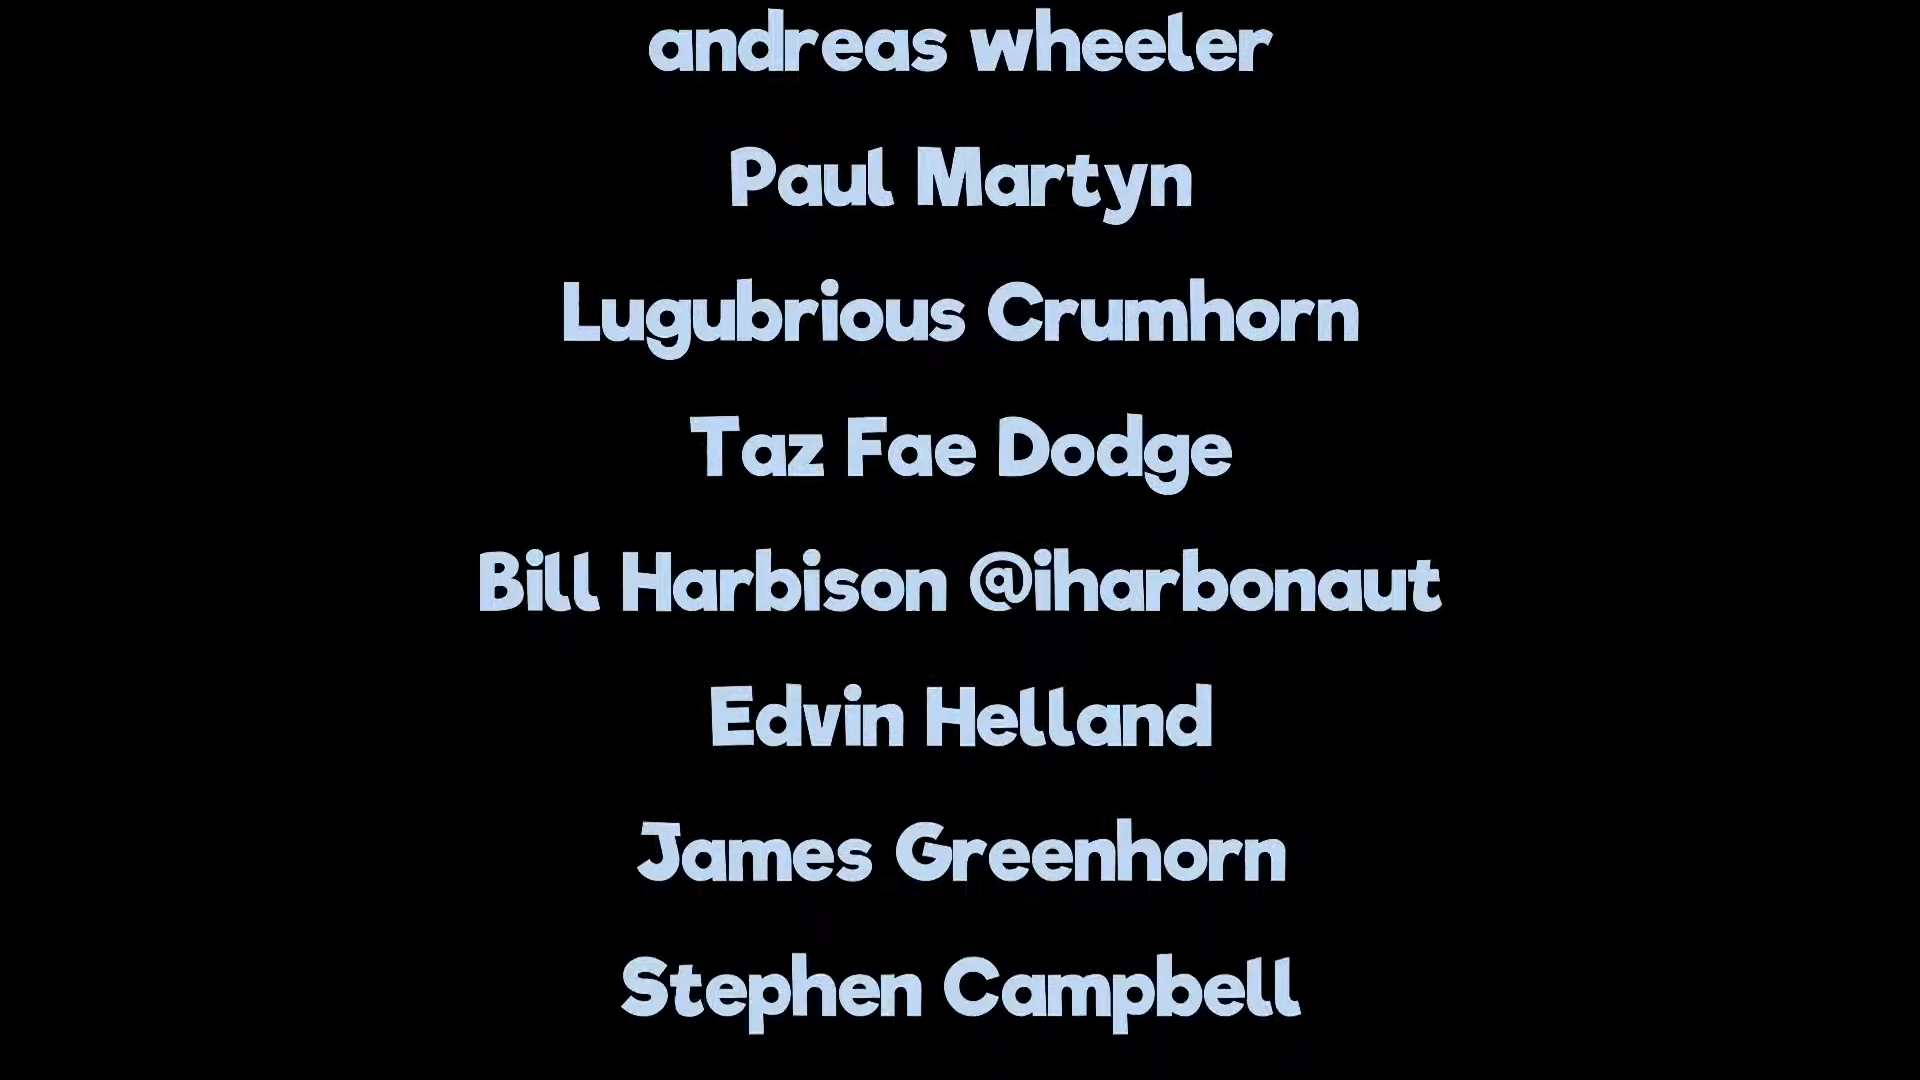 andreas wheeler
Paul Martyn
Lugubrious Crumhorn
Taz Fae Dodge
Bill Harbison @iharbonaut
Edvin Helland
James Greenhorn
Stephen Campbell